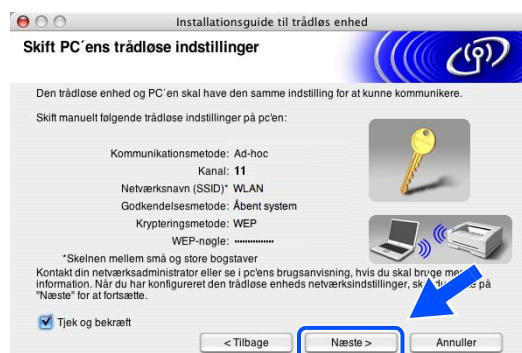 Installationsguide til trådløs enhed
Skift PC´ens trådløse indstillinger
Den trådløse enhed og PC´en skal have den samme indstilling for at kunne kommunikere.
Skift manuelt følgende trådløse indstillinger på pc'en:
Kommunikationsmetode: Ad-hoc
Kanal: 11
Netværksnavn (SSID)* WLAN
Godkendelsesmetode: Åbent system
Krypteringsmetode: WEP
WEP-nøgle: ••••••••••••••
*Skelnen mellem små og store bogstaver
Kontakt din netværksadministrator eller se i pc'ens brugsanvisning, hvis du skal bruge
information. Når du har konfigureret den trådløse enheds netværksindstillinger, på
"Næste" for at fortsætte.
Tjek og bekræft
< Tilbage
Næste >
Annuller